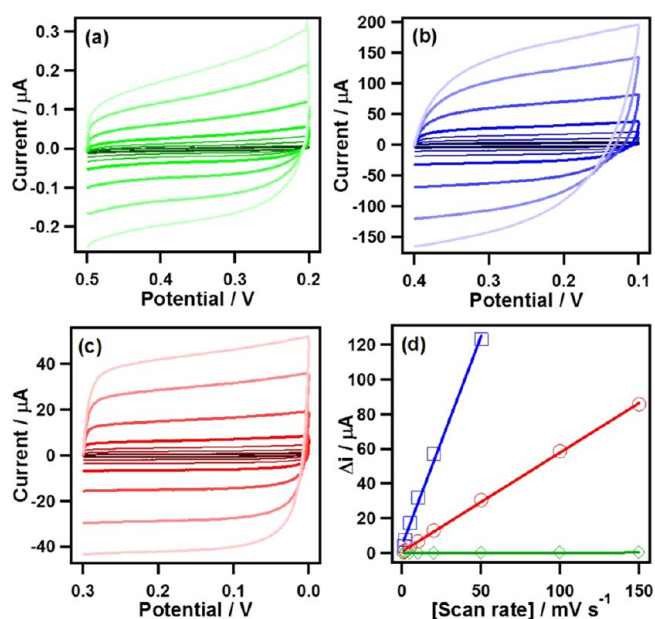 (a)
Current / µA
0.3
0.2
0.1
0.0
-0.1
-0.2
0.5 0.4 0.3 0.2
Potential / V
(b)
Current / µA
200
150
100
50
0
-50
-100
-150
0.4 0.3 0.2 0.1
Potential / V
(c)
Current / µA
40
20
0
-20
-40
0.3 0.2 0.1 0.0
Potential / V
(d)
Δi / µA
120
100
80
60
40
20
0
0 50 100 150
[Scan rate] / mV s⁻¹